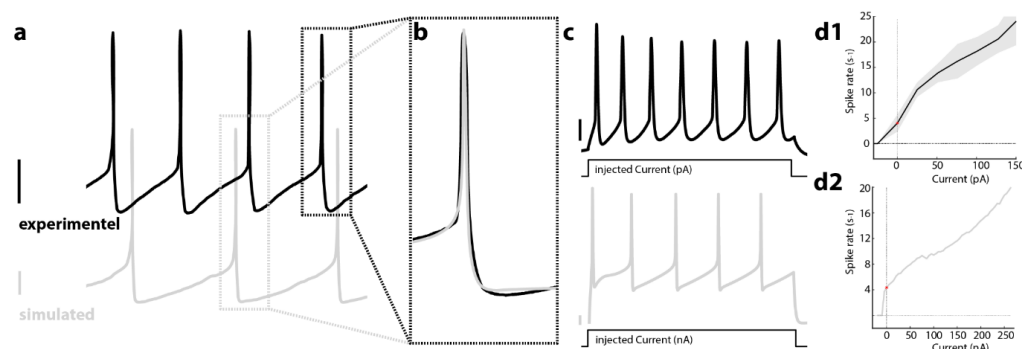 a
experimentel
simulated
b
c
injected Current (pA)
injected Current (nA)
d1
Spike rate (s-1)
25
20
15
10
5
0
0
50
100
150
Current (pA)
d2
Spike rate (s-1)
20
16
12
8
4
0
50
100
150
200
250
Current (pA)